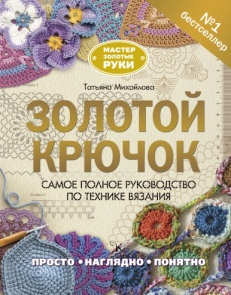 МАСТЕР
ЗОЛОТЫЕ
РУКИ
№1
бестселлер
Татьяна Михайлова
ЗОЛОТОЙ
КРЮЧОК
САМОЕ ПОЛНОЕ РУКОВОДСТВО
ПО ТЕХНИКЕ ВЯЗАНИЯ
ПРОСТО • НАГЛЯДНО • ПОНЯТНО